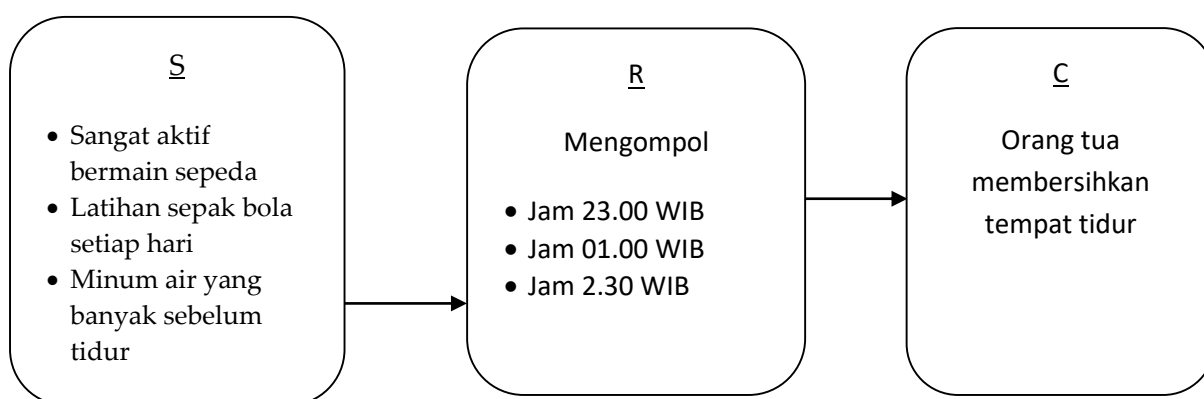 S
• Sangat aktif
bermain sepeda
• Latihan sepak bola
setiap hari
• Minum air yang
banyak sebelum
tidur
R
Mengompol
• Jam 23.00 WIB
• Jam 01.00 WIB
• Jam 2.30 WIB
C
Orang tua
membersihkan
tempat tidur